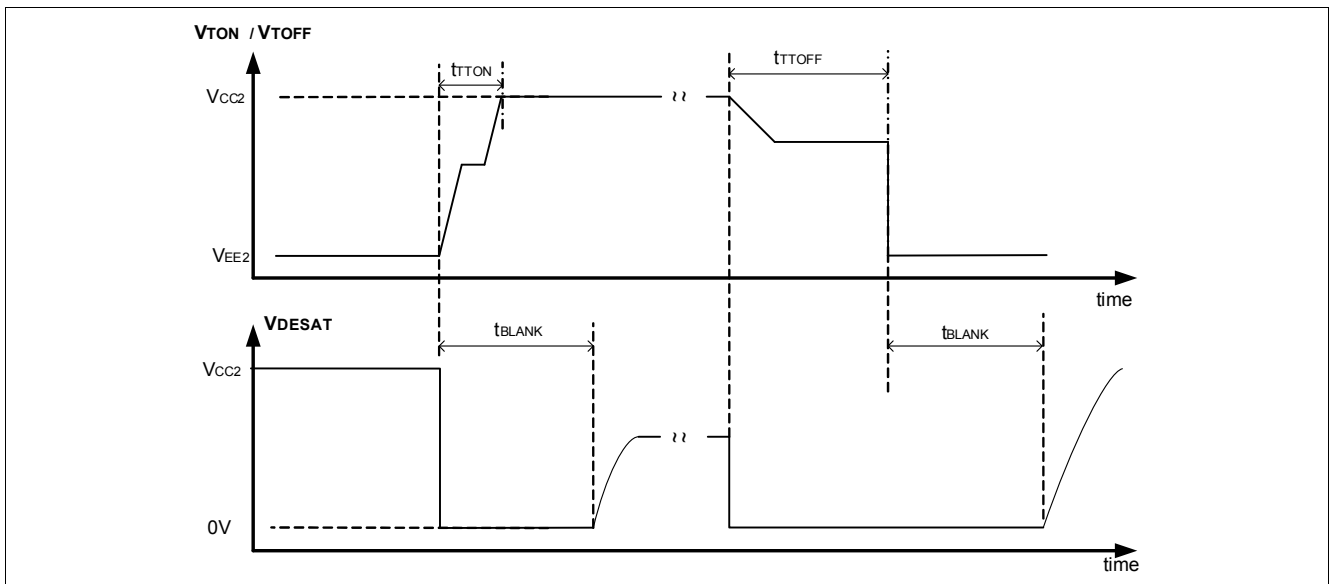 VTON / VTOFF
tTTON
tTTOFF
VCC2
VEE2
time
VDESAT
tBLANK
tBLANK
VCC2
0V
time